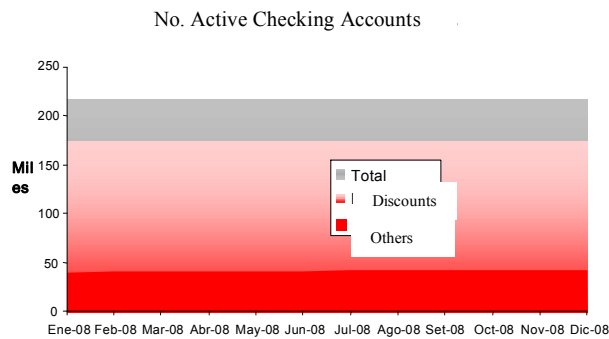 No. Active Checking Accounts
250
200
150
100
50
0
Mil
es
Total
Discounts
Others
Ene-08 Feb-08 Mar-08 Abr-08 May-08 Jun-08 Jul-08 Ago-08 Set-08 Oct-08 Nov-08 Dic-08